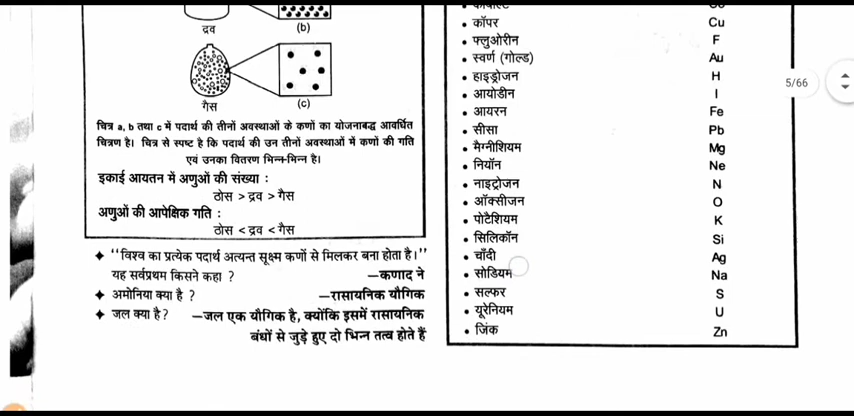 द्रव
(b)
गैस
(c)
चित्र a, b तथा c में पदार्थ की तीनों अवस्थाओं के कणों का योजनाबद्ध आवर्धित
चित्रण है। चित्र से स्पष्ट है कि पदार्थ की उन तीनों अवस्थाओं में कणों की गति
एवं उनका वितरण भिन्न-भिन्न है।
इकाई आयतन में अणुओं की संख्या :
ठोस > द्रव > गैस
अणुओं की आपेक्षिक गति :
ठोस < द्रव < गैस
♦ ‘‘विश्व का प्रत्येक पदार्थ अत्यन्त सूक्ष्म कणों से मिलकर बना होता है।’’
यह सर्वप्रथम किसने कहा ? —कणाद ने
♦ अमोनिया क्या है ? —रासायनिक यौगिक
♦ जल क्या है? —जल एक यौगिक है, क्योंकि इसमें रासायनिक
बंधों से जुड़े हुए दो भिन्न तत्व होते हैं
• कॉपर Cu
• फ्लुओरीन F
• स्वर्ण (गोल्ड) Au
• हाइड्रोजन H
• आयोडीन I
• आयरन Fe
• सीसा Pb
• मैग्नीशियम Mg
• नियॉन Ne
• नाइट्रोजन N
• ऑक्सीजन O
• पोटैशियम K
• सिलिकॉन Si
• चाँदी Ag
• सोडियम Na
• सल्फर S
• यूरेनियम U
• जिंक Zn
5/66